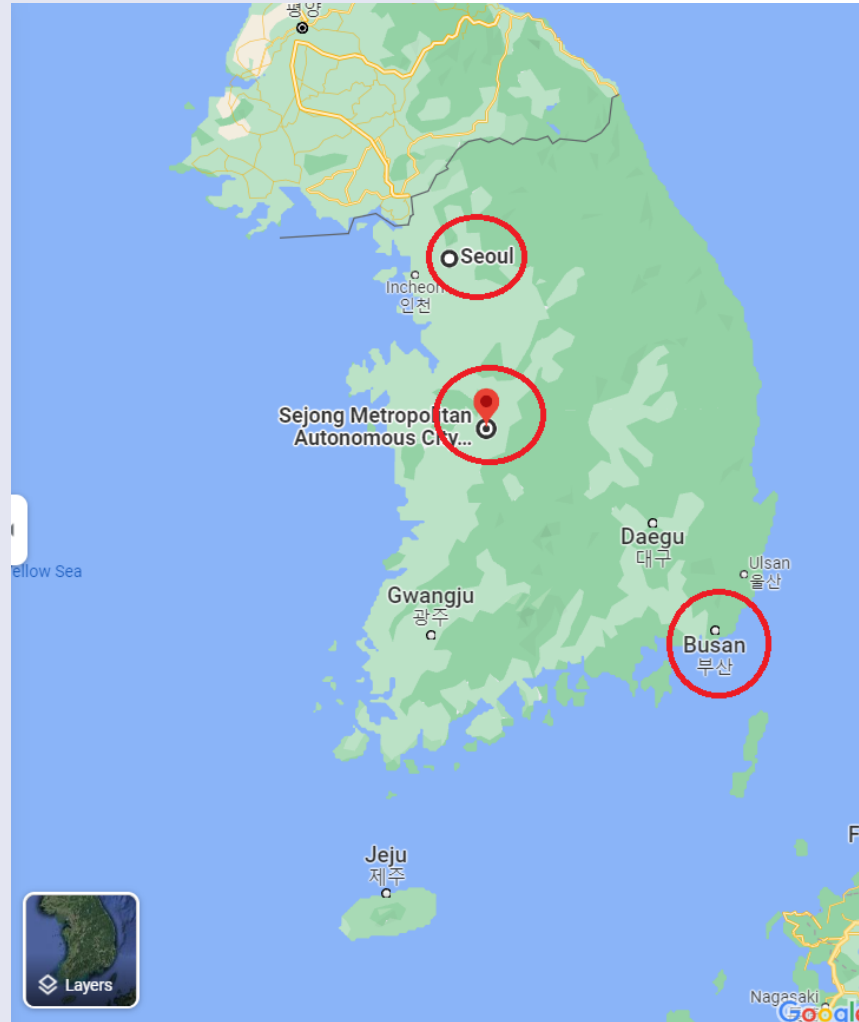 평양
Seoul
Incheon
인천
Sejong Metropolitan
Autonomous City...
Daegu
대구
Ulsan
울산
ellow Sea
Gwangju
광주
Busan
부산
F
Jeju
제주
Layers
Nagasaki
Google